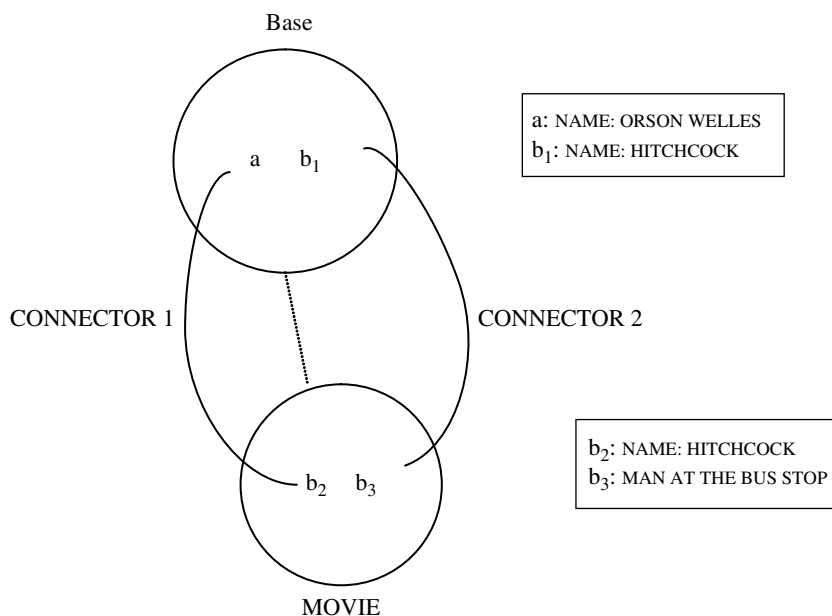 Base
a: NAME: ORSON WELLES
b₁: NAME: HITCHCOCK
a b₁
CONNECTOR 1
CONNECTOR 2
b₂: NAME: HITCHCOCK
b₃: MAN AT THE BUS STOP
b₂ b₃
MOVIE